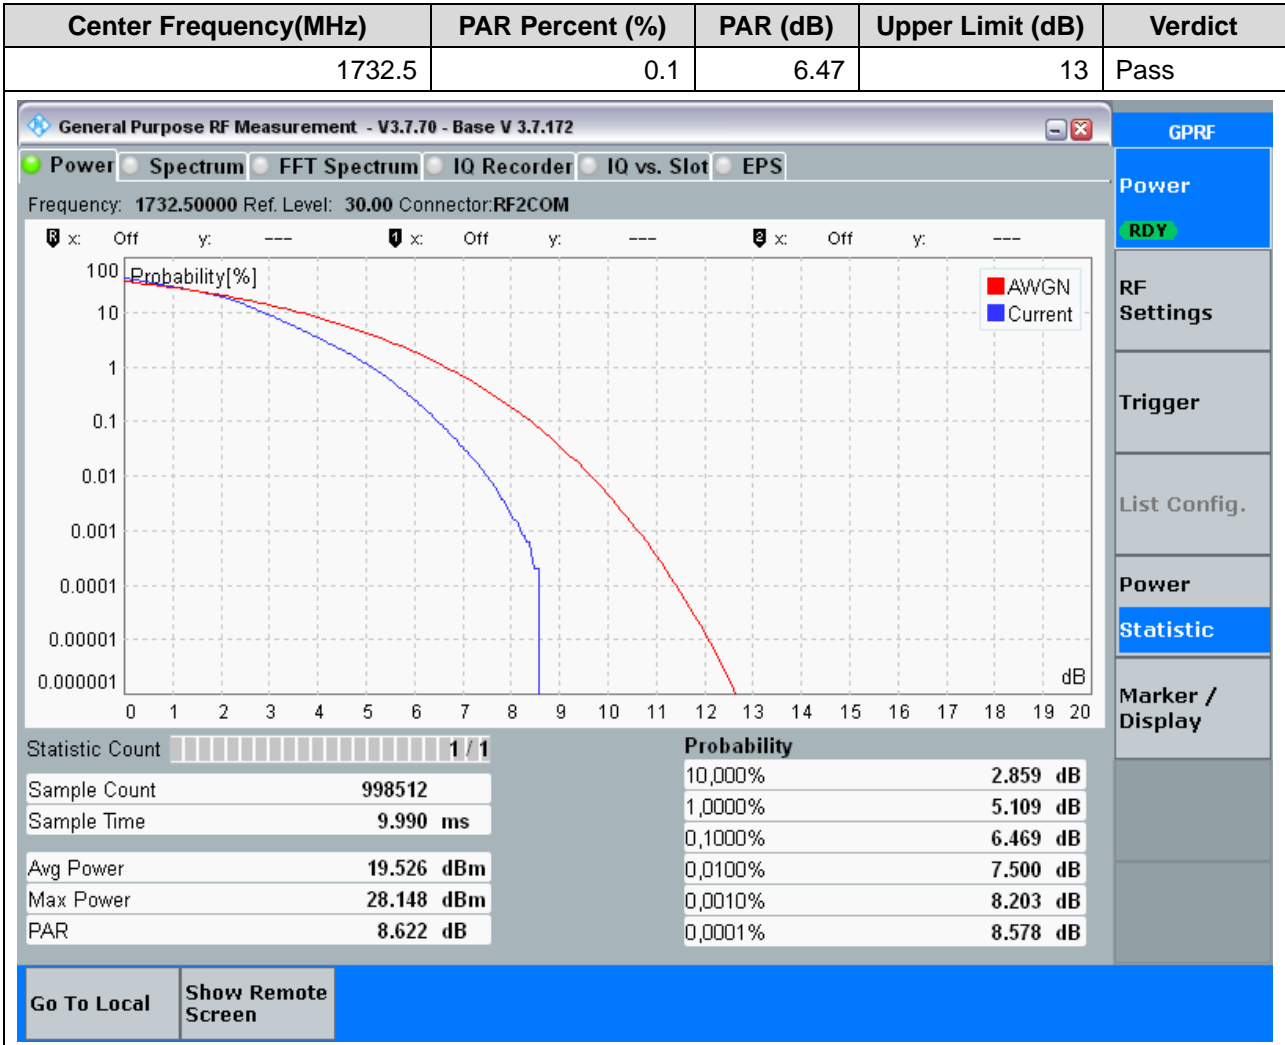 Center Frequency(MHz) PAR Percent (%) PAR (dB) Upper Limit (dB) Verdict
1732.5 0.1 6.47 13 Pass
General Purpose RF Measurement - V3.7.70 - Base V 3.7.172
GPRF
Power Spectrum FFT Spectrum IQ Recorder IQ vs. Slot EPS
Power
RDY
Frequency: 1732.50000 Ref. Level: 30.00 Connector:RF2COM
R x: Off y: --- 1 x: Off y: --- 2 x: Off y: ---
Probability[%]
AWGN
Current
100
10
1
0.1
0.01
0.001
0.0001
0.00001
0.000001
dB
0 1 2 3 4 5 6 7 8 9 10 11 12 13 14 15 16 17 18 19 20
RF
Settings
Trigger
List Config.
Power
Statistic
Marker /
Display
Statistic Count 1 / 1
Sample Count 998512
Sample Time 9.990 ms
Avg Power 19.526 dBm
Max Power 28.148 dBm
PAR 8.622 dB
Probability
10,000% 2.859 dB
1,0000% 5.109 dB
0,1000% 6.469 dB
0,0100% 7.500 dB
0,0010% 8.203 dB
0,0001% 8.578 dB
Go To Local
Show Remote
Screen